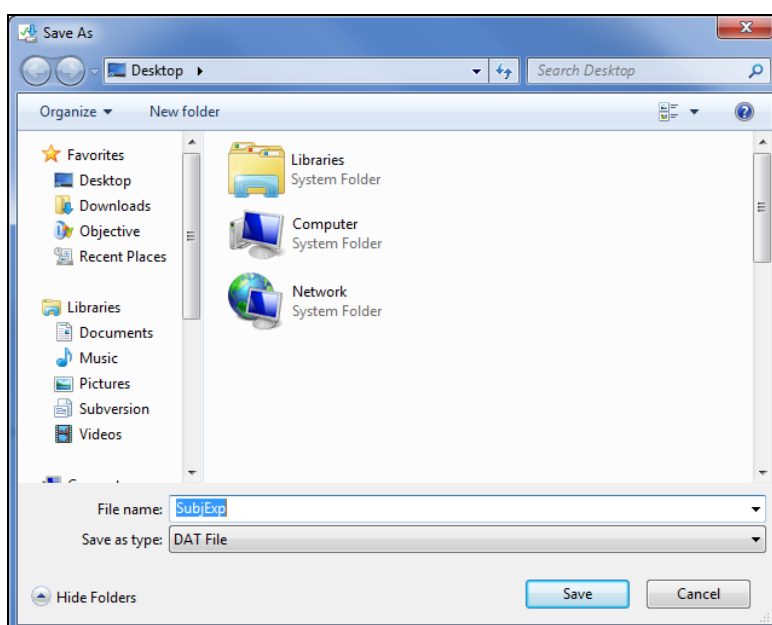 Save As
Desktop
Search Desktop
Organize
New folder
Favorites
Desktop
Downloads
Objective
Recent Places
Libraries
Documents
Music
Pictures
Subversion
Videos
Libraries
System Folder
Computer
System Folder
Network
System Folder
File name: SubjExp
Save as type: DAT File
Hide Folders
Save
Cancel